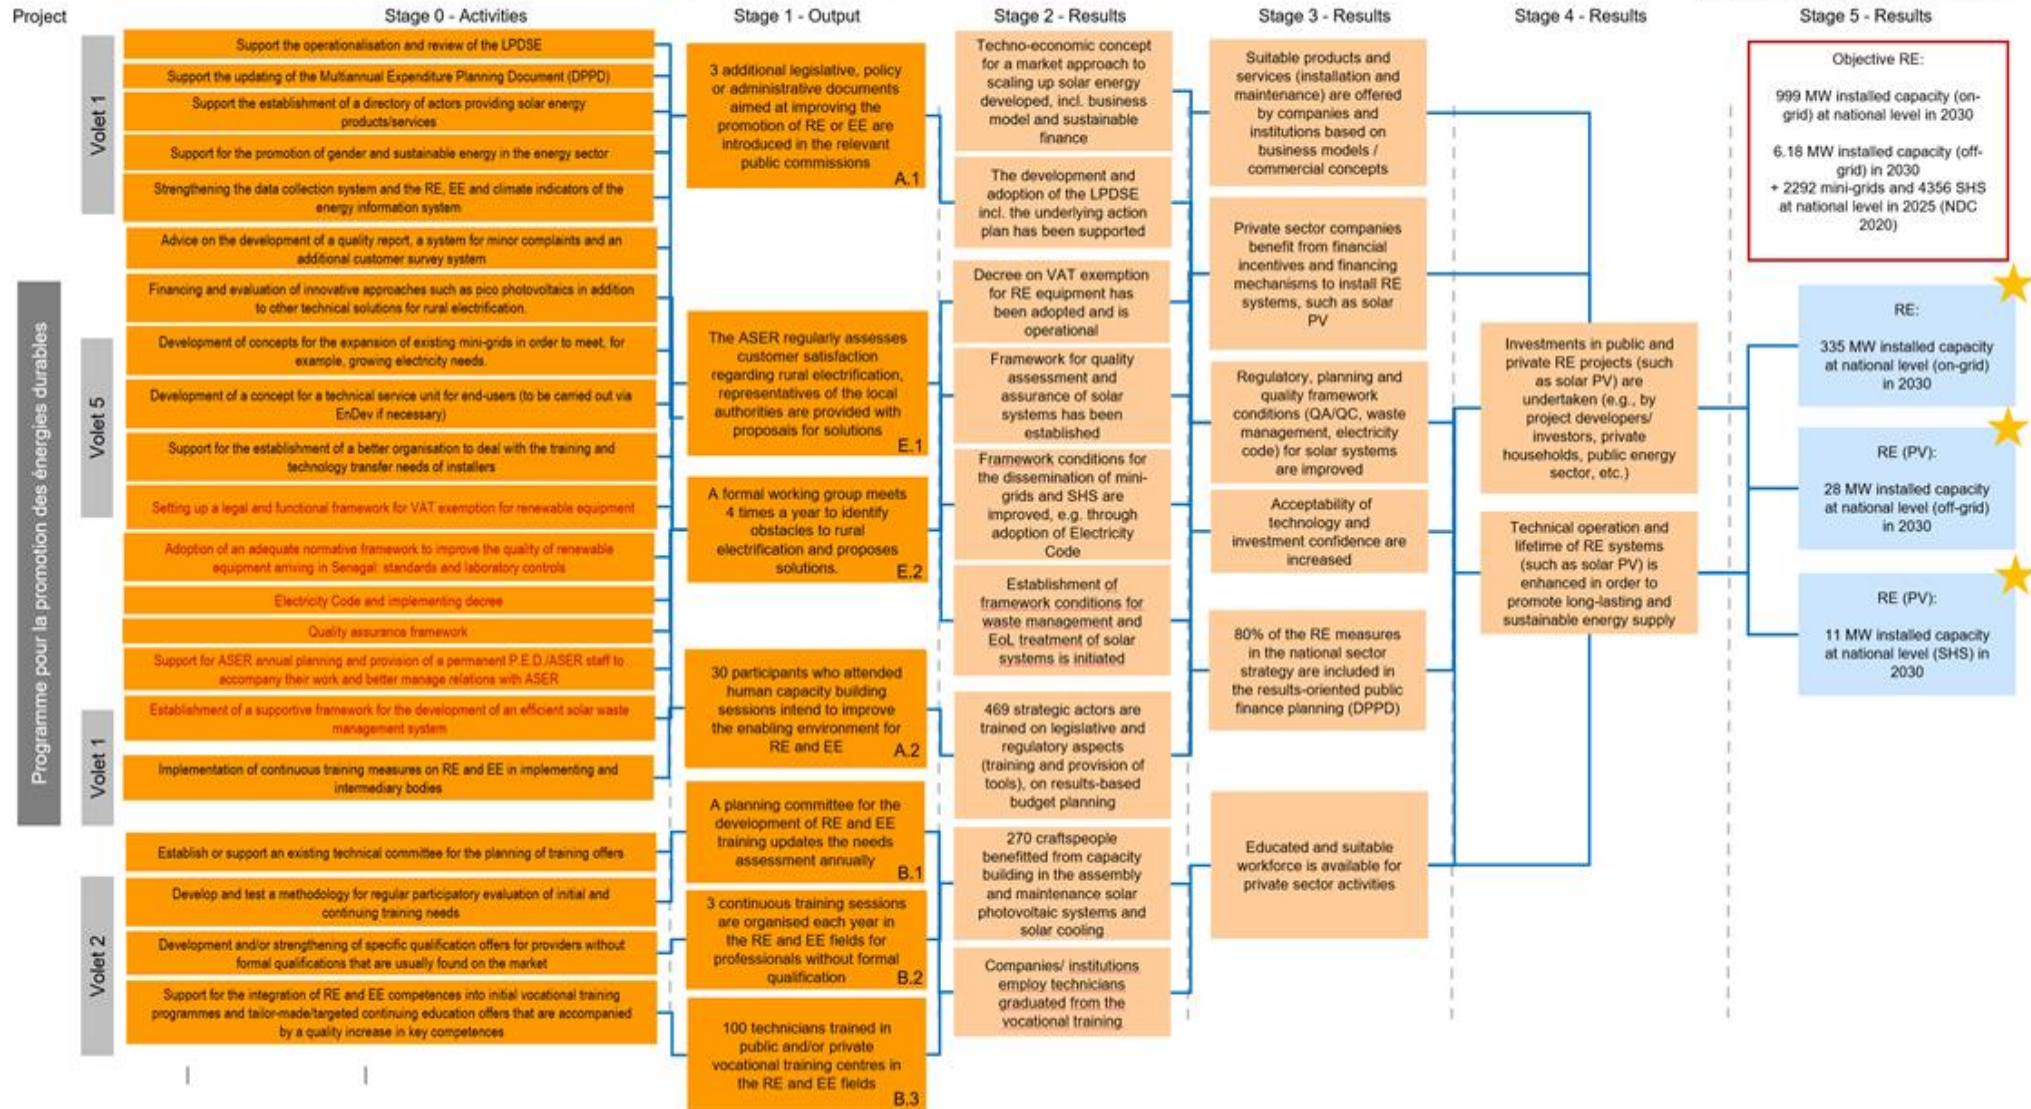 Project
Stage 0 - Activities
Stage 1 - Output
Stage 2 - Results
Stage 3 - Results
Stage 4 - Results
Stage 5 - Results
Programme pour la promotion des énergies durables
Volet 1
Volet 5
Volet 1
Volet 2
Support the operationalisation and review of the LPDSE
Support the updating of the Multiannual Expenditure Planning Document (DPPD)
Support the establishment of a directory of actors providing solar energy
products/services
Support for the promotion of gender and sustainable energy in the energy sector
Strengthening the data collection system and the RE, EE and climate indicators of the
energy information system
Advice on the development of a quality report, a system for minor complaints and an
additional customer survey system
Financing and evaluation of innovative approaches such as pico photovoltaics in addition
to other technical solutions for rural electrification.
Development of concepts for the expansion of existing mini-grids in order to meet, for
example, growing electricity needs.
Development of a concept for a technical service unit for end-users (to be carried out via
EnDev if necessary)
Support for the establishment of a better organisation to deal with the training and
technology transfer needs of installers
Setting up a legal and functional framework for VAT exemption for renewable equipment
Adoption of an adequate normative framework to improve the quality of renewable
equipment arriving in Senegal: standards and laboratory controls
Electricity Code and implementing decree
Quality assurance framework
Support for ASER annual planning and provision of a permanent P.E.D./ASER staff to
accompany their work and better manage relations with ASER
Establishment of a supportive framework for the development of an efficient solar waste
management system
Implementation of continuous training measures on RE and EE in implementing and
intermediary bodies
Establish or support an existing technical committee for the planning of training offers
Develop and test a methodology for regular participatory evaluation of initial and
continuing training needs
Development and/or strengthening of specific qualification offers for providers without
formal qualifications that are usually found on the market
Support for the integration of RE and EE competences into initial vocational training
programmes and tailor-made/targeted continuing education offers that are accompanied
by a quality increase in key competences
3 additional legislative, policy
or administrative documents
aimed at improving the
promotion of RE or EE are
introduced in the relevant
public commissions
A.1
The ASER regularly assesses
customer satisfaction
regarding rural electrification,
representatives of the local
authorities are provided with
proposals for solutions
E.1
A formal working group meets
4 times a year to identify
obstacles to rural
electrification and proposes
solutions.
E.2
30 participants who attended
human capacity building
sessions intend to improve
the enabling environment for
RE and EE
A.2
A planning committee for the
development of RE and EE
training updates the needs
assessment annually
B.1
3 continuous training sessions
are organised each year in
the RE and EE fields for
professionals without formal
qualification
B.2
100 technicians trained in
public and/or private
vocational training centres in
the RE and EE fields
B.3
Techno-economic concept
for a market approach to
scaling up solar energy
developed, incl. business
model and sustainable
finance
The development and
adoption of the LPDSE
incl. the underlying action
plan has been supported
Decree on VAT exemption
for RE equipment has
been adopted and is
operational
Framework for quality
assessment and
assurance of solar
systems has been
established
Framework conditions for
the dissemination of mini-
grids and SHS are
improved, e.g. through
adoption of Electricity
Code
Establishment of
framework conditions for
waste management and
EoL treatment of solar
systems is initiated
469 strategic actors are
trained on legislative and
regulatory aspects
(training and provision of
tools), on results-based
budget planning
270 craftspeople
benefitted from capacity
building in the assembly
and maintenance solar
photovoltaic systems and
solar cooling
Companies/ institutions
employ technicians
graduated from the
vocational training
Suitable products and
services (installation and
maintenance) are offered
by companies and
institutions based on
business models /
commercial concepts
Private sector companies
benefit from financial
incentives and financing
mechanisms to install RE
systems, such as solar
PV
Regulatory, planning and
quality framework
conditions (QA/QC, waste
management, electricity
code) for solar systems
are improved
Acceptability of
technology and
investment confidence are
increased
80% of the RE measures
in the national sector
strategy are included in
the results-oriented public
finance planning (DPPD)
Educated and suitable
workforce is available for
private sector activities
Investments in public and
private RE projects (such
as solar PV) are
undertaken (e.g., by
project developers/
investors, private
households, public energy
sector, etc.)
Technical operation and
lifetime of RE systems
(such as solar PV) is
enhanced in order to
promote long-lasting and
sustainable energy supply
Objective RE:
999 MW installed capacity (on-
grid) at national level in 2030
6.18 MW installed capacity (off-
grid) in 2030
+ 2292 mini-grids and 4356 SHS
at national level in 2025 (NDC
2020)
RE:
335 MW installed capacity
at national level (on-grid)
in 2030
RE (PV):
28 MW installed capacity
at national level (off-grid)
in 2030
RE (PV):
11 MW installed capacity
at national level (SHS) in
2030